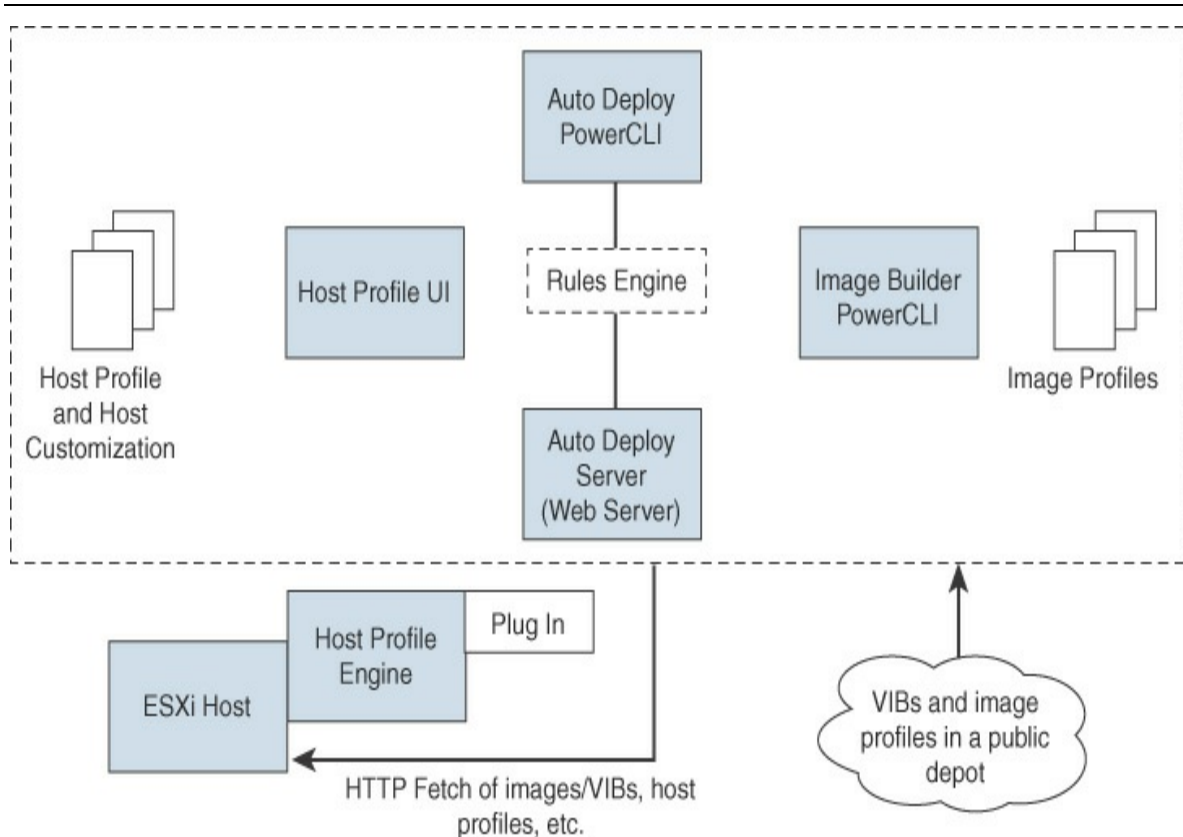 Auto Deploy
PowerCLI
Host Profile UI
Rules Engine
Image Builder
PowerCLI
Host Profile
and Host
Customization
Image Profiles
Auto Deploy
Server
(Web Server)
Host Profile
Engine
Plug In
ESXi Host
VIBs and image
profiles in a public
depot
HTTP Fetch of images/VIBs, host
profiles, etc.